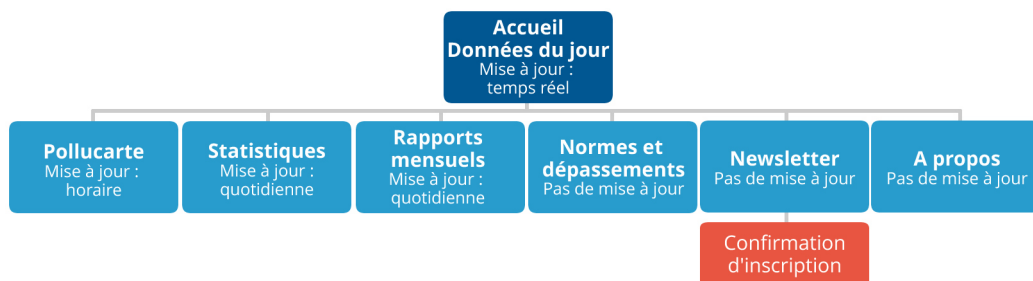 Accueil
Données du jour
Mise à jour :
temps réel
Pollucarte
Mise à jour :
horaire
Statistiques
Mise à jour :
quotidienne
Rapports
mensuels
Mise à jour :
quotidienne
Normes et
dépassements
Pas de mise à jour
Newsletter
Pas de mise à jour
A propos
Pas de mise à jour
Confirmation
d'inscription